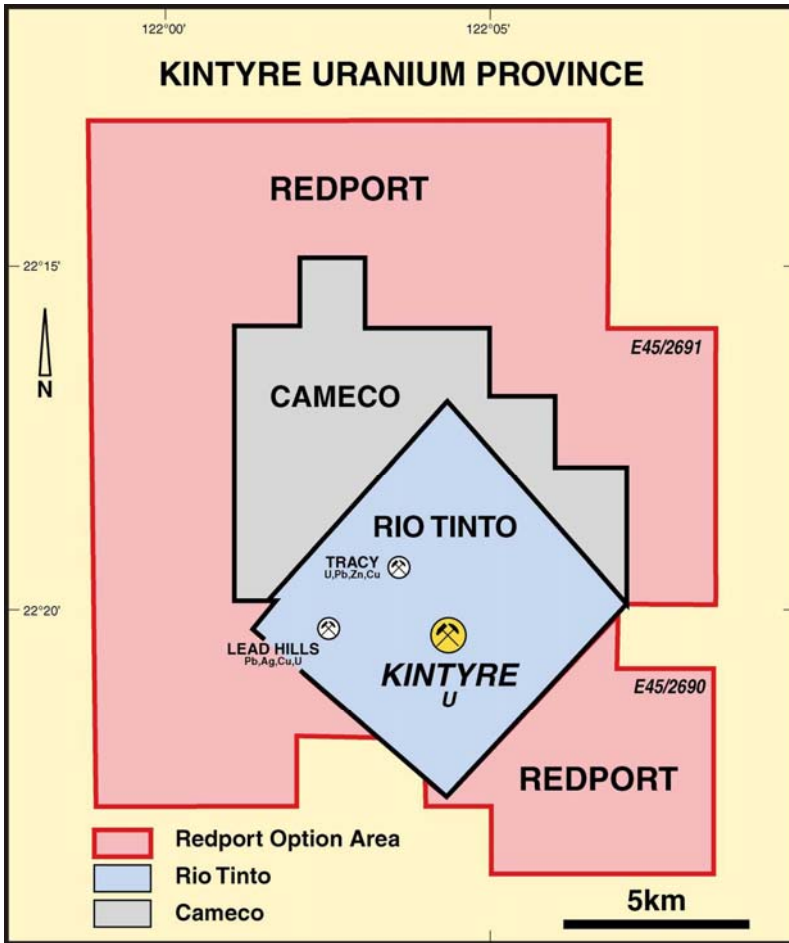 122°00'
122°05'
KINTYRE URANIUM PROVINCE
REDPORT
22°15'
E45/2691
N
CAMECO
RIO TINTO
TRACY
U,Pb,Zn,Cu
22°20'
LEAD HILLS
Pb,Ag,Cu,U
KINTYRE
U
E45/2690
REDPORT
Redport Option Area
Rio Tinto
Cameco
5km